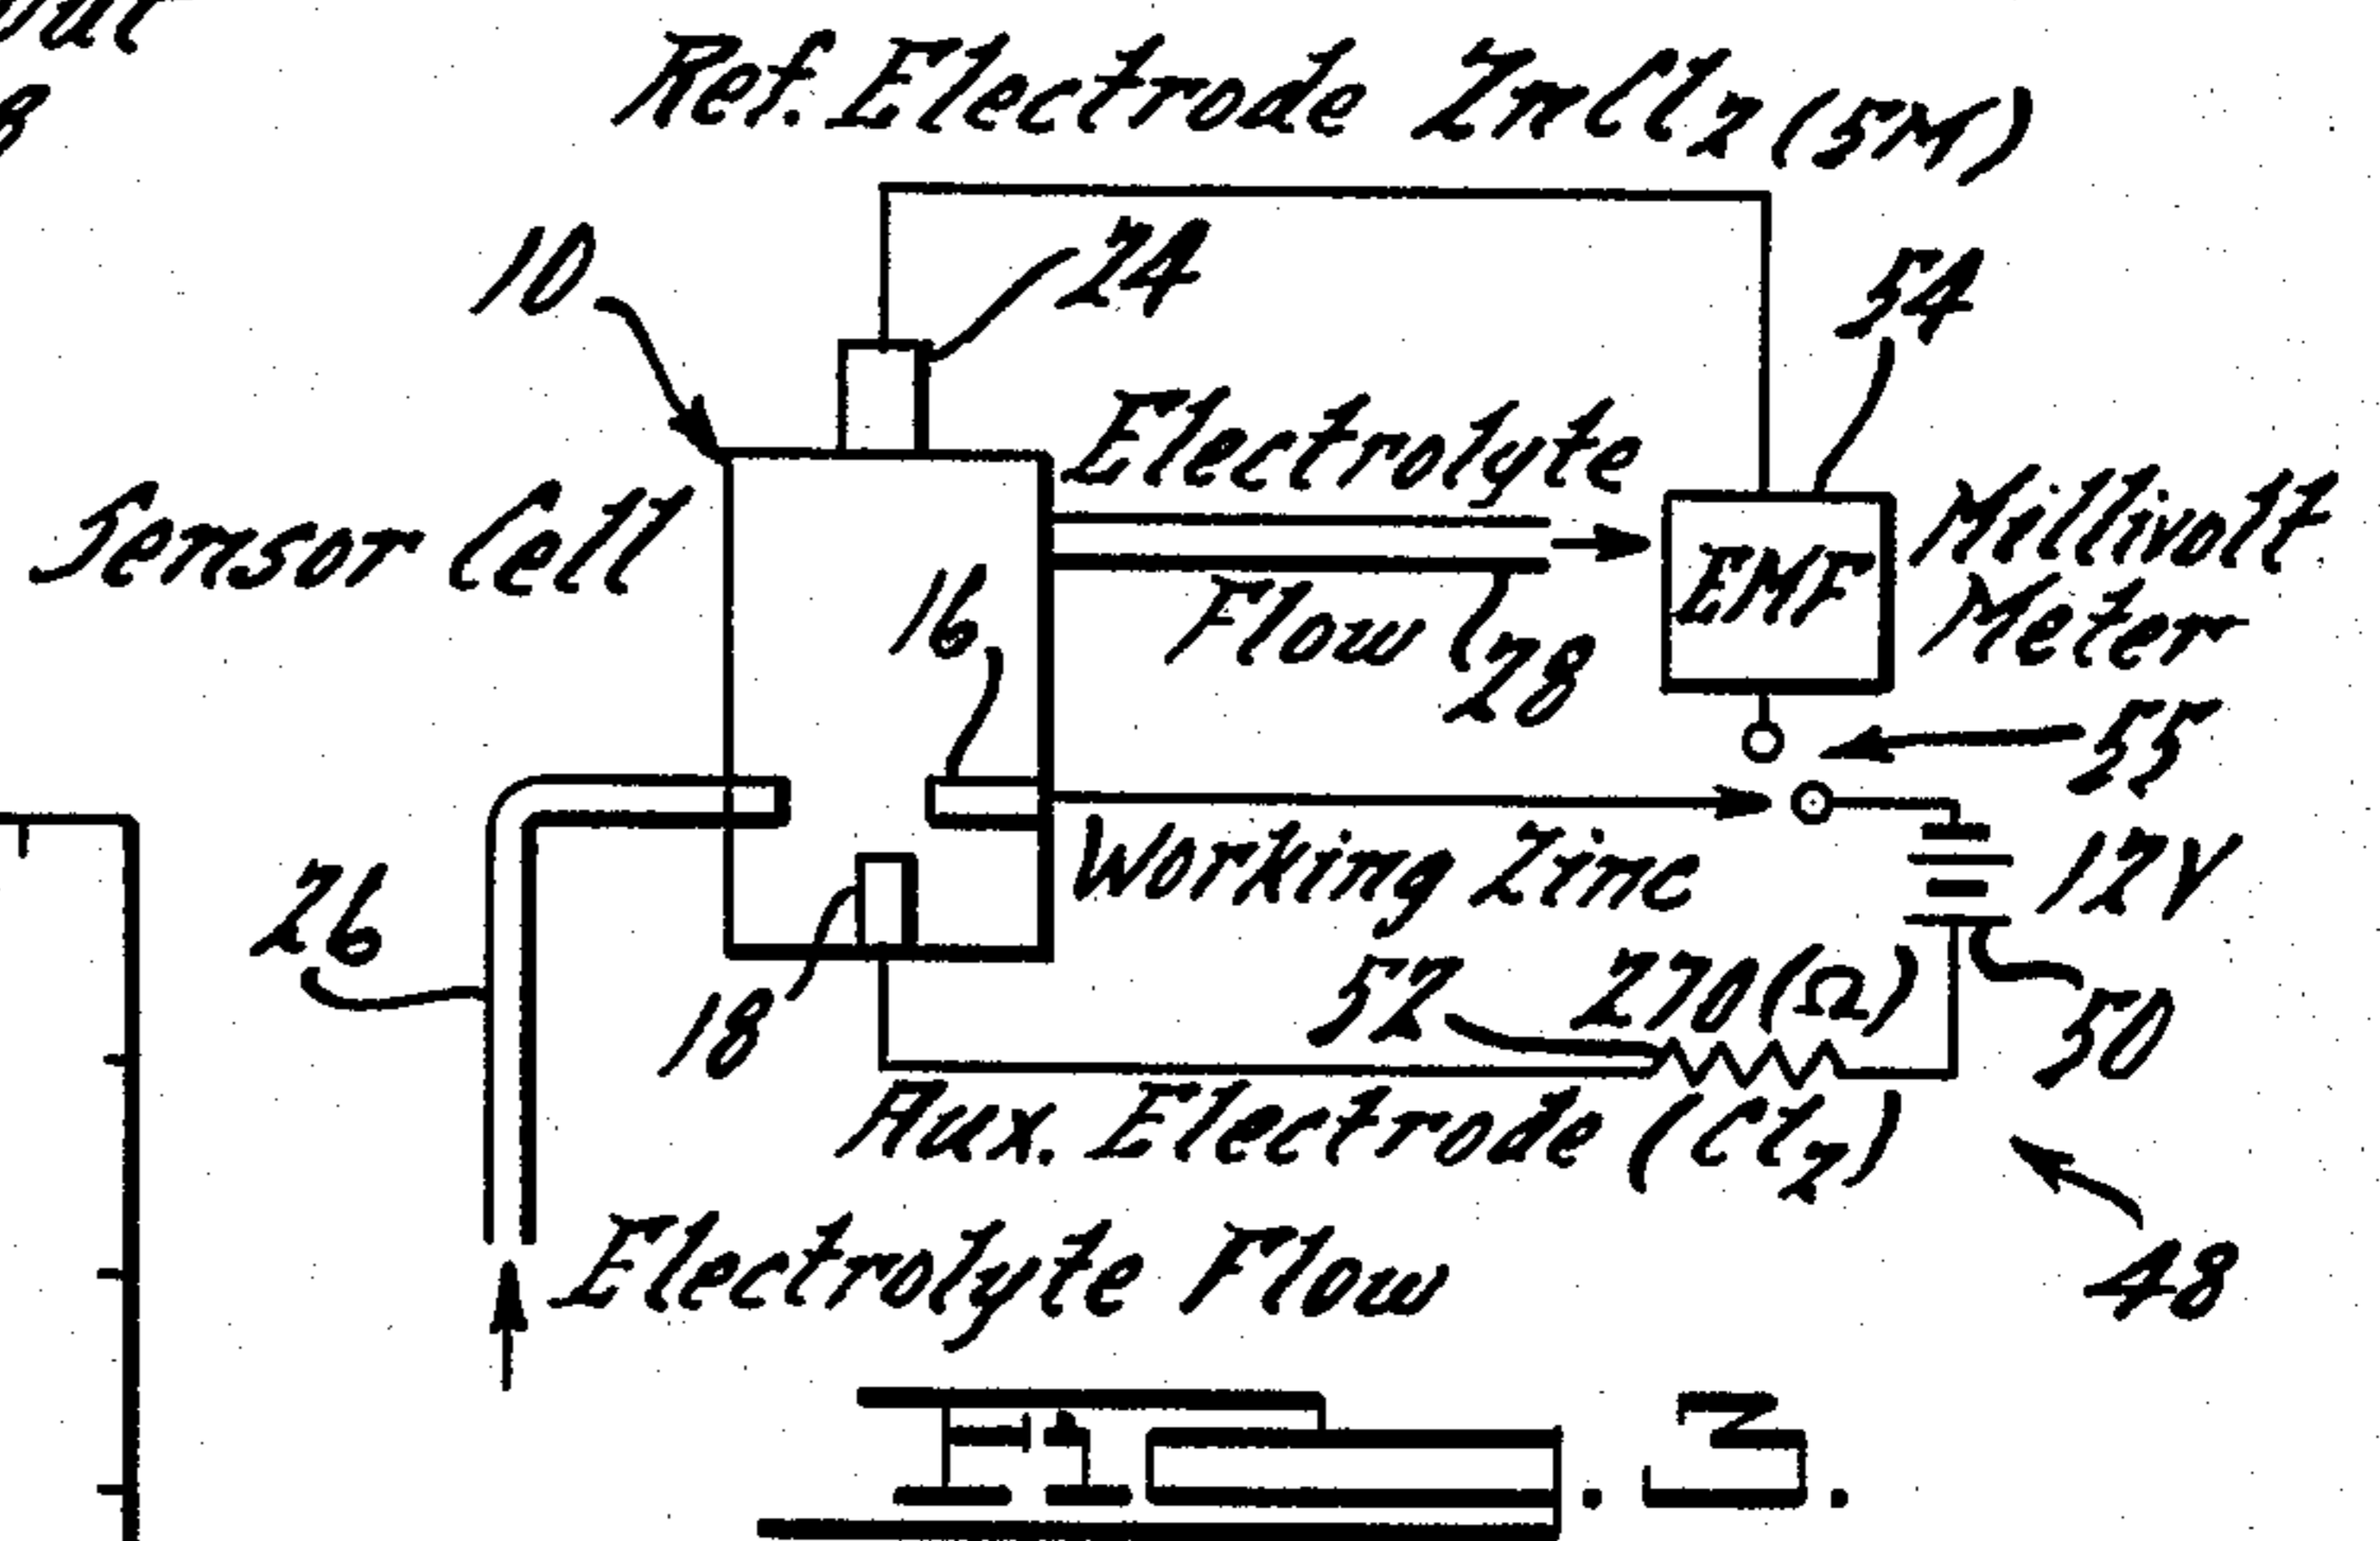 Ref. Electrode ZnCl2 (5M)
10
24
54
Electrolyte
Sensor Cell
Millivolt
Meter
EMF
16
Flow
28
55
Working Zinc
12V
26
52
270(Ω)
50
18
Aux. Electrode (Cl2)
48
Electrolyte Flow
FIG. 3.